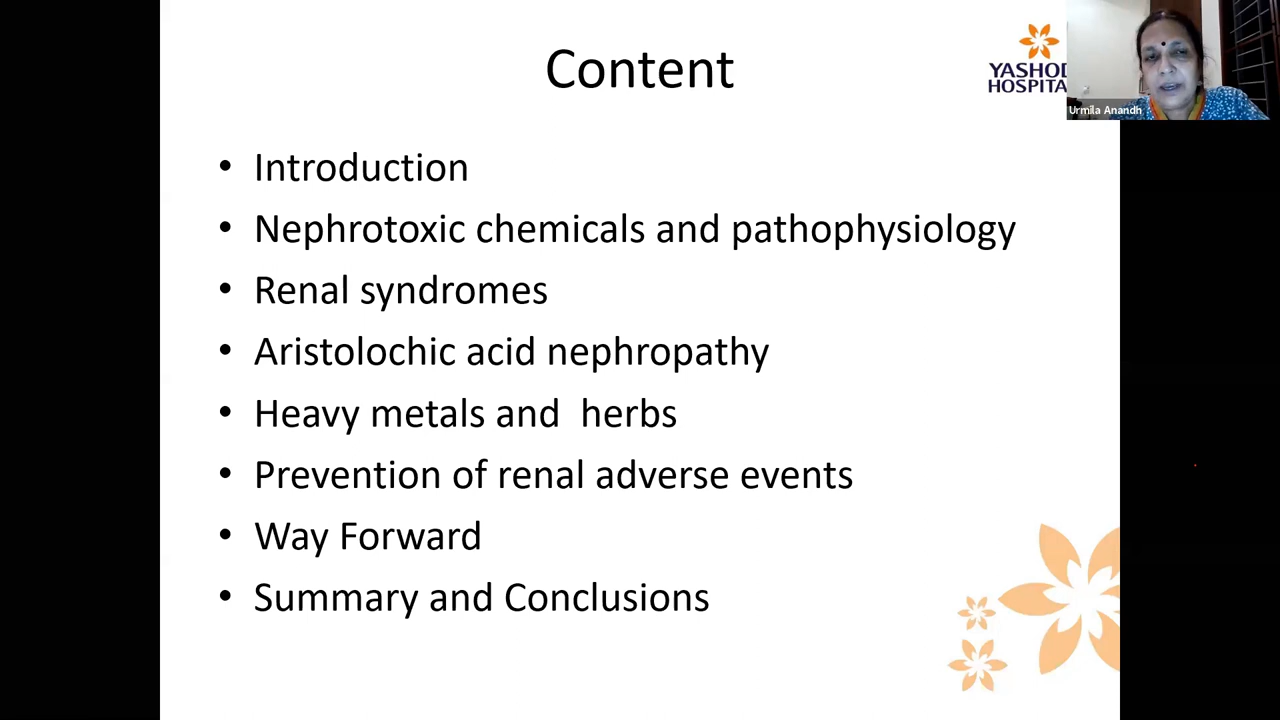 Content
YASHOD
HOSPITA
Urmila Anandh
• Introduction
• Nephrotoxic chemicals and pathophysiology
• Renal syndromes
• Aristolochic acid nephropathy
• Heavy metals and  herbs
• Prevention of renal adverse events
• Way Forward
• Summary and Conclusions